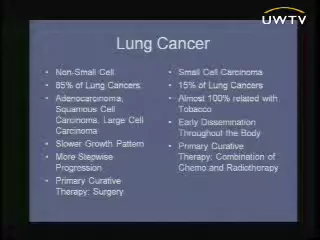 UWTV
Lung Cancer
• Non-Small Cell
• 85% of Lung Cancers
• Adenocarcinoma,
Squamous Cell
Carcinoma, Large Cell
Carcinoma
• Slower Growth Pattern
• More Stepwise
Progression
• Primary Curative
Therapy: Surgery
• Small Cell Carcinoma
• 15% of Lung Cancers
• Almost 100% related with
Tobacco
• Early Dissemination
Throughout the Body
• Primary Curative
Therapy: Combination of
Chemo and Radiotherapy